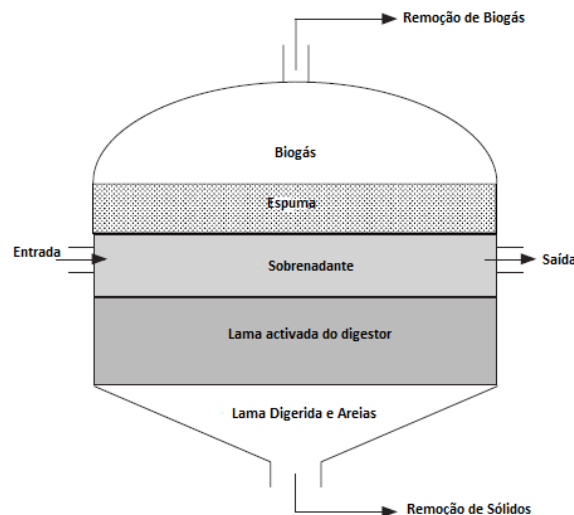 Remoção de Biogás
Biogás
Espuma
Entrada
Sobrenadante
Saída
Lama activada do digestor
Lama Digerida e Areias
Remoção de Sólidos